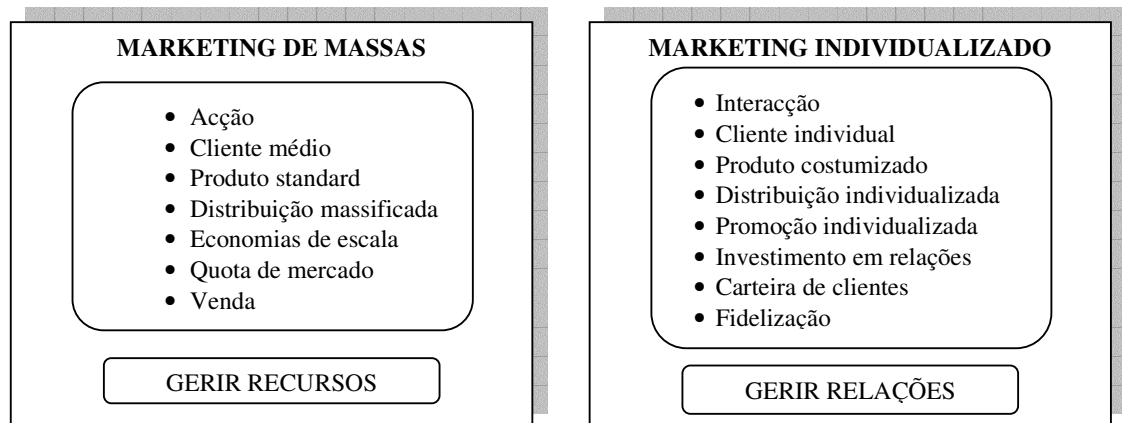 MARKETING DE MASSAS
• Acção
• Cliente médio
• Produto standard
• Distribuição massificada
• Economias de escala
• Quota de mercado
• Venda
GERIR RECURSOS
MARKETING INDIVIDUALIZADO
• Interacção
• Cliente individual
• Produto costumizado
• Distribuição individualizada
• Promoção individualizada
• Investimento em relações
• Carteira de clientes
• Fidelização
GERIR RELAÇÕES